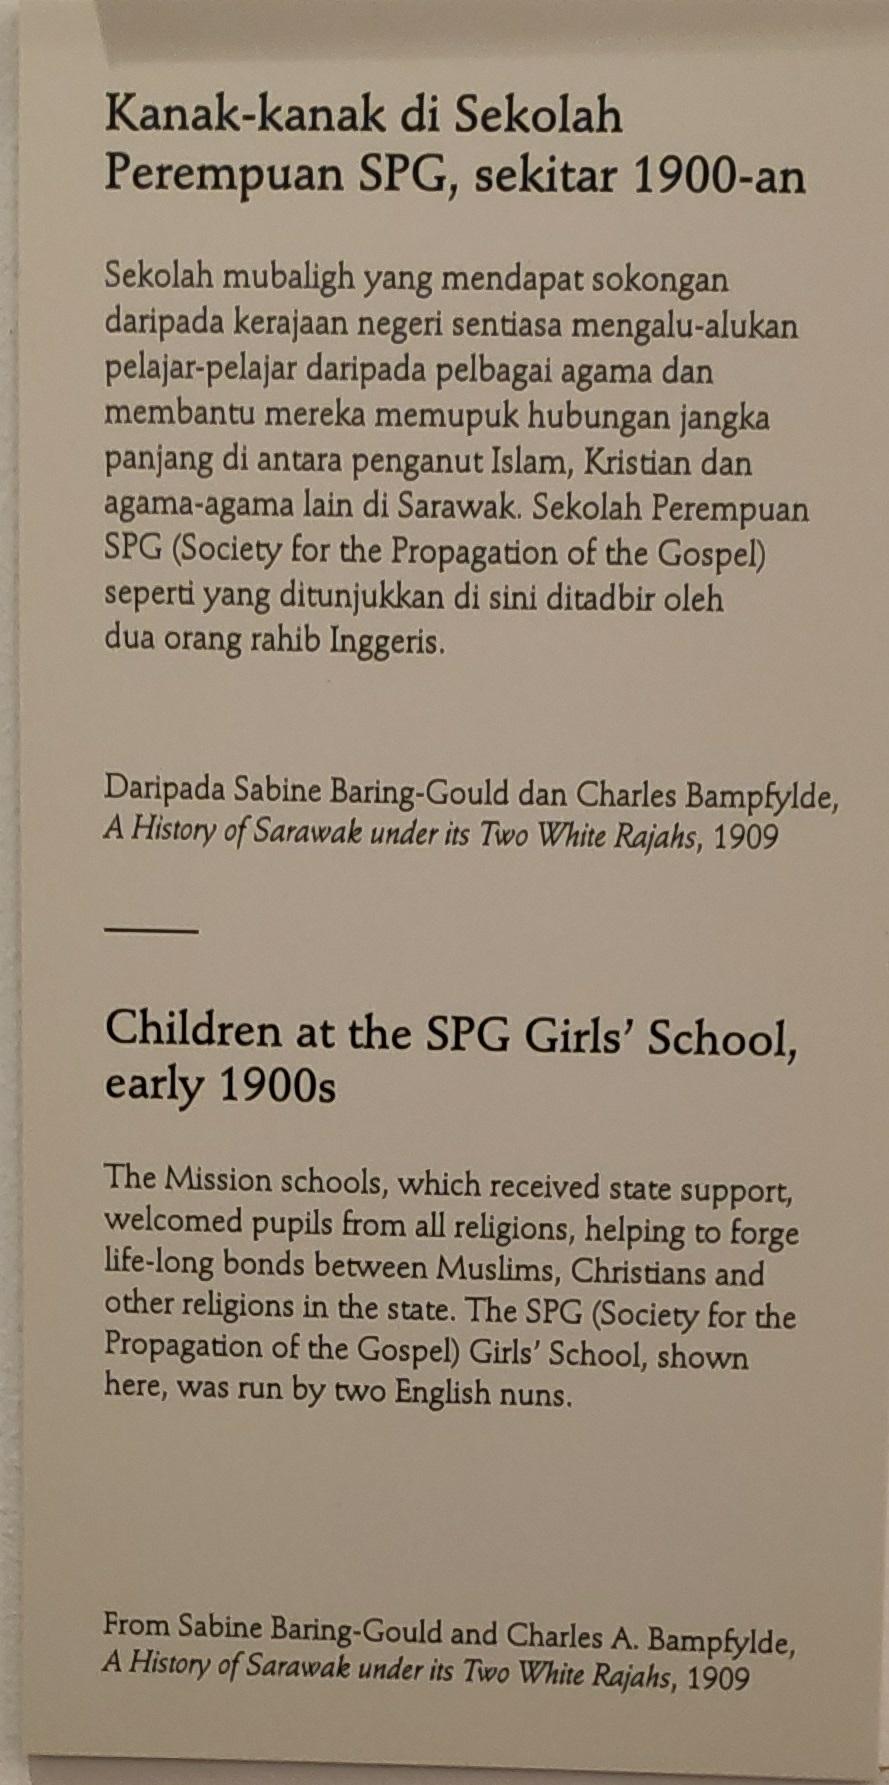 Kanak-kanak di Sekolah
Perempuan SPG, sekitar 1900-an
Sekolah mubaligh yang mendapat sokongan
daripada kerajaan negeri sentiasa mengalu-alukan
pelajar-pelajar daripada pelbagai agama dan
membantu mereka memupuk hubungan jangka
panjang di antara penganut Islam, Kristian dan
agama-agama lain di Sarawak. Sekolah Perempuan
SPG (Society for the Propagation of the Gospel)
seperti yang ditunjukkan di sini ditadbir oleh
dua orang rahib Inggeris.
Daripada Sabine Baring-Gould dan Charles Bampfylde,
A History of Sarawak under its Two White Rajahs, 1909
Children at the SPG Girls' School,
early 1900s
The Mission schools, which received state support,
welcomed pupils from all religions, helping to forge
life-long bonds between Muslims, Christians and
other religions in the state. The SPG (Society for the
Propagation of the Gospel) Girls' School, shown
here, was run by two English nuns.
From Sabine Baring-Gould and Charles A. Bampfylde,
A History of Sarawak under its Two White Rajahs, 1909